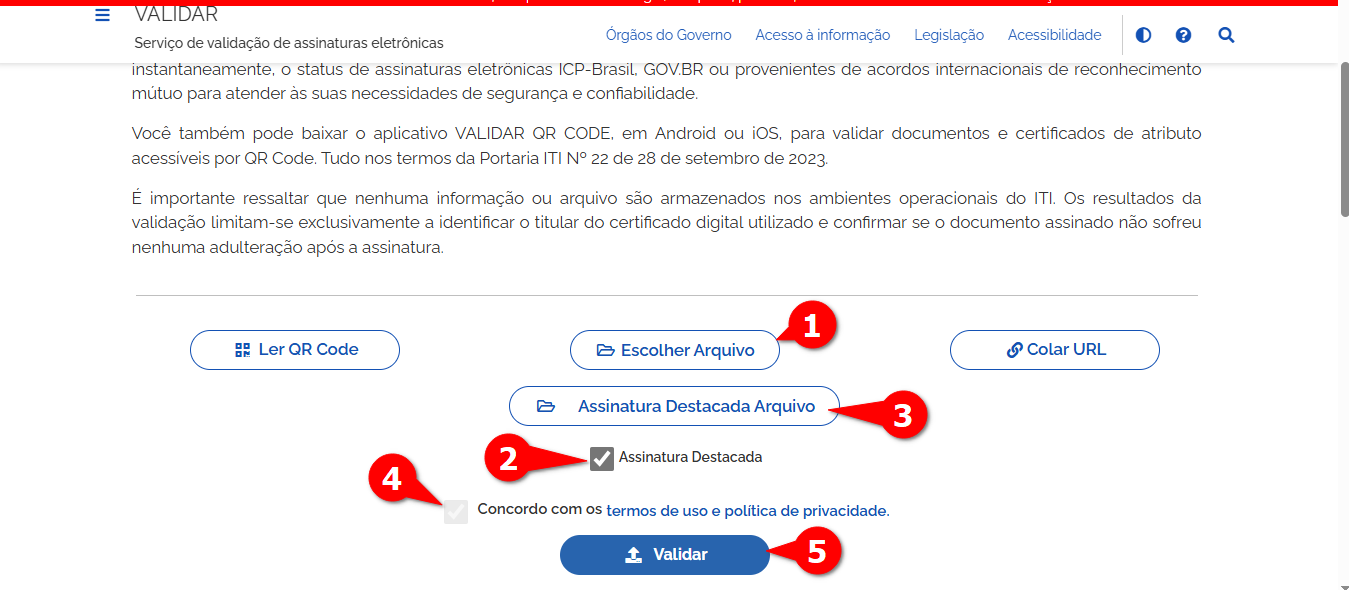 VALIDAR
Serviço de validação de assinaturas eletrônicas
Órgãos do Governo Acesso à informação Legislação Acessibilidade
instantaneamente, o status de assinaturas eletrônicas ICP-Brasil, GOV.BR ou provenientes de acordos internacionais de reconhecimento
mútuo para atender às suas necessidades de segurança e confiabilidade.
Você também pode baixar o aplicativo VALIDAR QR CODE, em Android ou iOS, para validar documentos e certificados de atributo
acessíveis por QR Code. Tudo nos termos da Portaria ITI Nº 22 de 28 de setembro de 2023.
É importante ressaltar que nenhuma informação ou arquivo são armazenados nos ambientes operacionais do ITI. Os resultados da
validação limitam-se exclusivamente a identificar o titular do certificado digital utilizado e confirmar se o documento assinado não sofreu
nenhuma adulteração após a assinatura.
1
Ler QR Code Escolher Arquivo Colar URL
Assinatura Destacada Arquivo 3
2 Assinatura Destacada
4
Concordo com os termos de uso e política de privacidade.
Validar 5